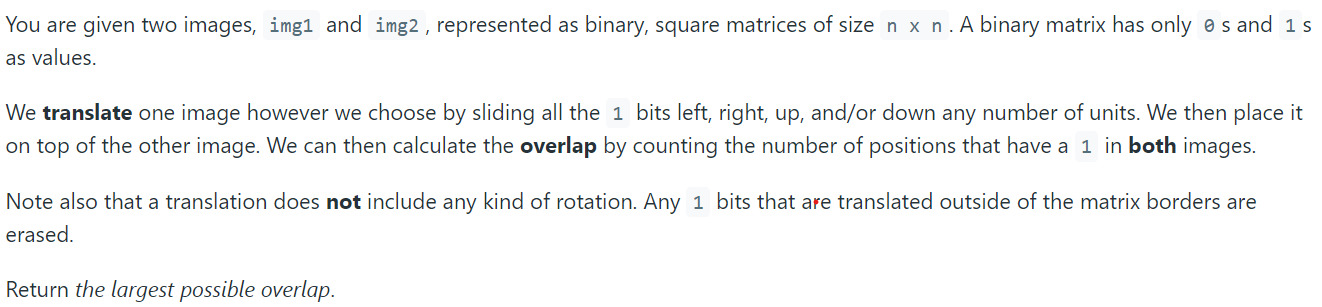 You are given two images, img1 and img2, represented as binary, square matrices of size n x n. A binary matrix has only 0s and 1s
as values.
We translate one image however we choose by sliding all the 1 bits left, right, up, and/or down any number of units. We then place it
on top of the other image. We can then calculate the overlap by counting the number of positions that have a 1 in both images.
Note also that a translation does not include any kind of rotation. Any 1 bits that are translated outside of the matrix borders are
erased.
Return the largest possible overlap.